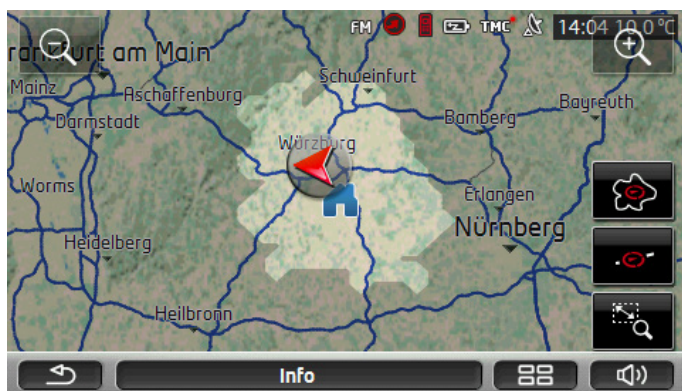 FM TMC 14:04 10.0 °C
rankfurt am Main
Mainz
Aschaffenburg
Schweinfurt
Darmstadt
Bamberg
Bayreuth
Würzburg
Worms
Erlangen
Nürnberg
Heidelberg
Heilbronn
Info